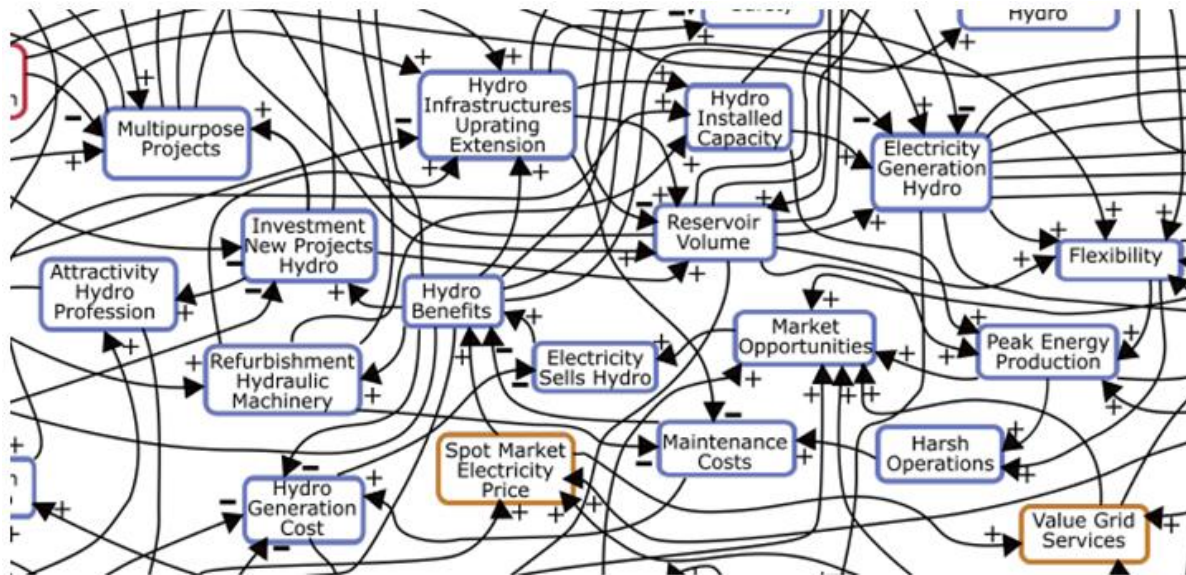 Hydro
Multipurpose
Projects
Hydro
Infrastructures
Uprating
Extension
Hydro
Installed
Capacity
Electricity
Generation
Hydro
Investment
New Projects
Hydro
Reservoir
Volume
Flexibility
Attractivity
Hydro
Profession
Hydro
Benefits
Market
Opportunities
Peak Energy
Production
Refurbishment
Hydraulic
Machinery
Electricity
Sells Hydro
Spot Market
Electricity
Price
Maintenance
Costs
Harsh
Operations
Hydro
Generation
Cost
Value Grid
Services